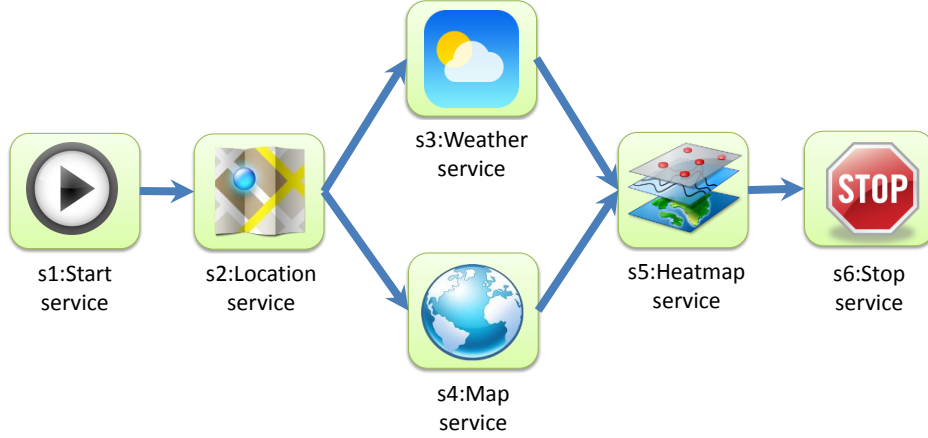 s1:Start
service
s2:Location
service
s3:Weather
service
s4:Map
service
s5:Heatmap
service
STOP
s6:Stop
service